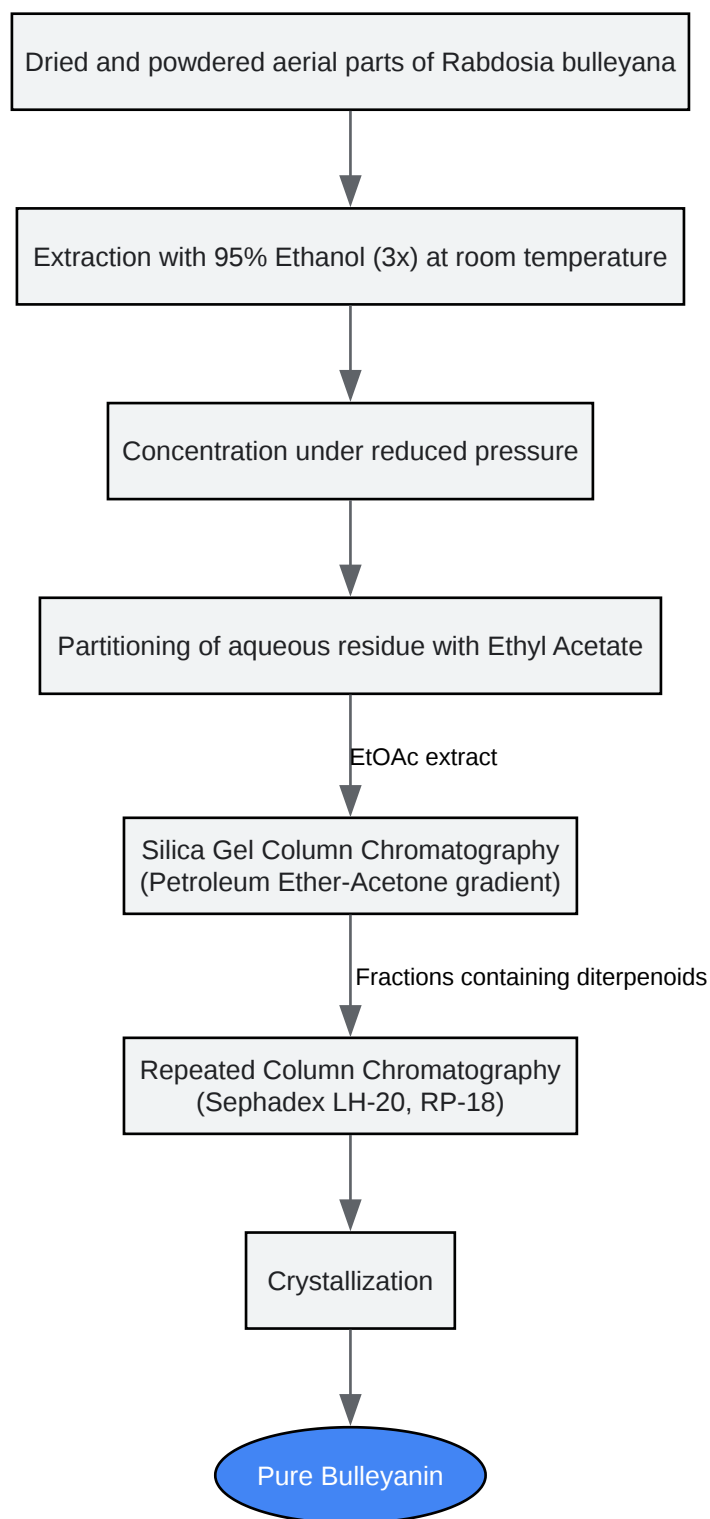 Dried and powdered aerial parts of Rabdosia bulleyana
Extraction with 95% Ethanol (3x) at room temperature
Concentration under reduced pressure
Partitioning of aqueous residue with Ethyl Acetate
EtOAc extract
Silica Gel Column Chromatography
(Petroleum Ether-Acetone gradient)
Fractions containing diterpenoids
Repeated Column Chromatography
(Sephadex LH-20, RP-18)
Crystallization
Pure Bulleyanin